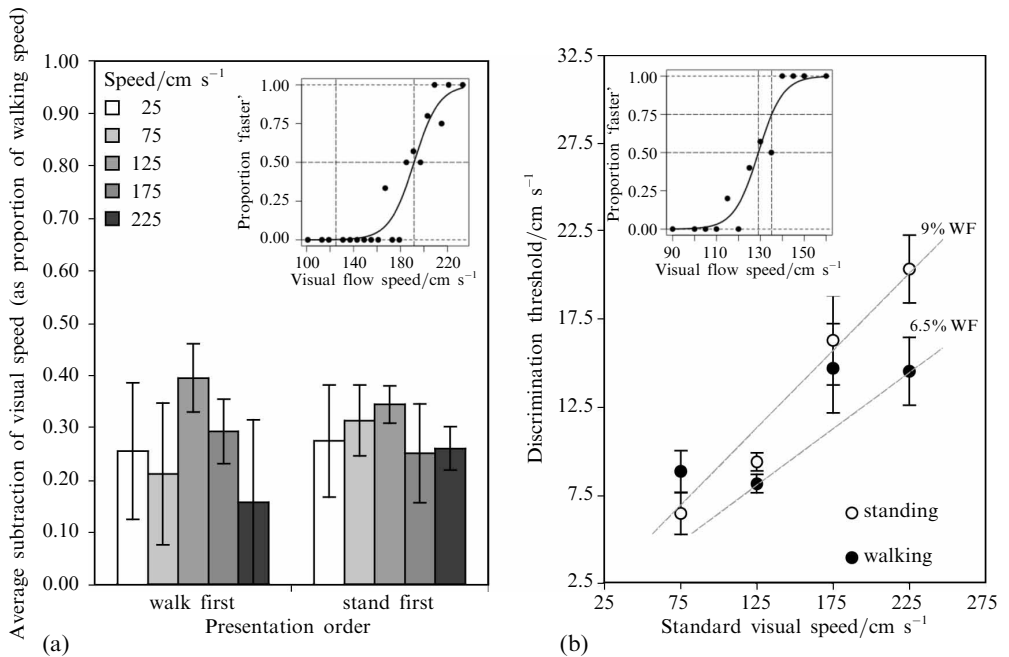 Average subtraction of visual speed (as proportion of walking speed)
1.00
0.90
0.80
0.70
0.60
0.50
0.40
0.30
0.20
0.10
0.00
Speed/cm s⁻¹
25
75
125
175
225
Proportion ‘faster’
1.00
0.75
0.50
0.25
0.00
100 140 180 220
Visual flow speed/cm s⁻¹
walk first stand first
Presentation order
(a)
Discrimination threshold/cm s⁻¹
32.5
27.5
22.5
17.5
12.5
7.5
2.5
Proportion ‘faster’
1.00
0.75
0.50
0.25
0.00
90 110 130 150
Visual flow speed/cm s⁻¹
9% WF
6.5% WF
standing
walking
25 75 125 175 225 275
Standard visual speed/cm s⁻¹
(b)